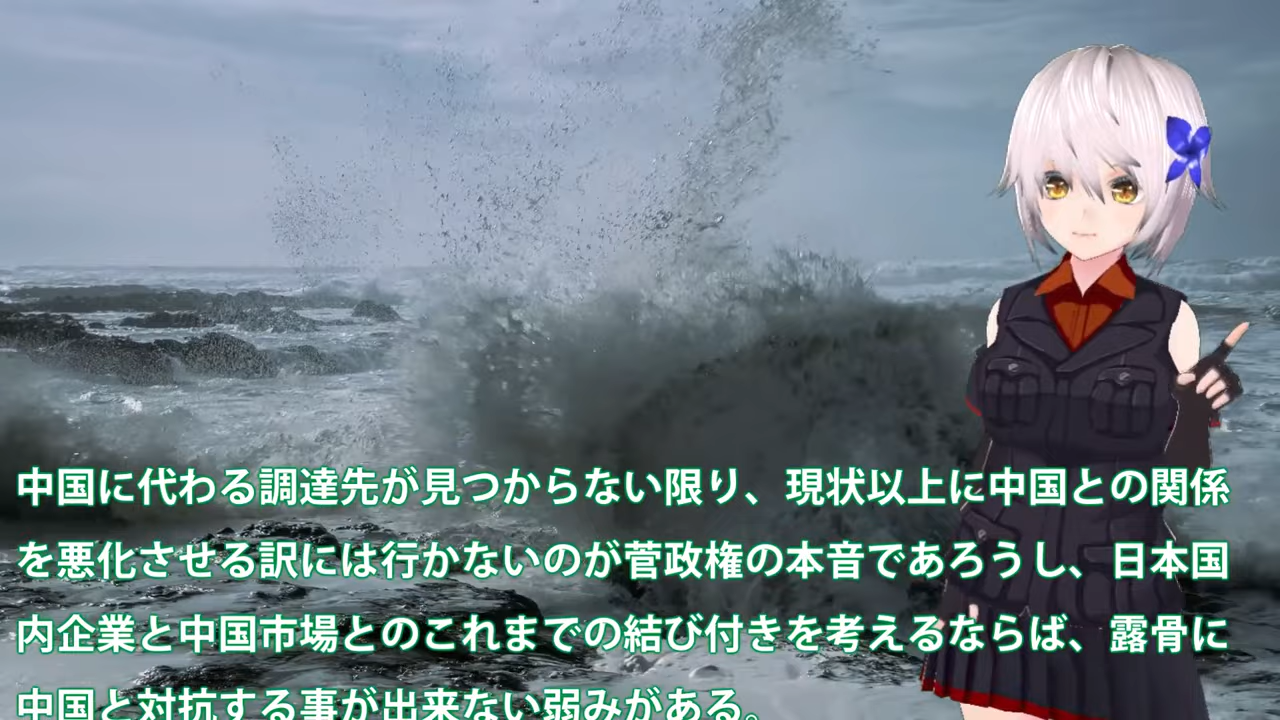 中国に代わる調達先が見つからない限り、現状以上に中国との関係
を悪化させる訳には行かないのが菅政権の本音であろうし、日本国
内企業と中国市場とのこれまでの結び付きを考えるならば、露骨に
中国と対抗する事が出来ない弱みがある。